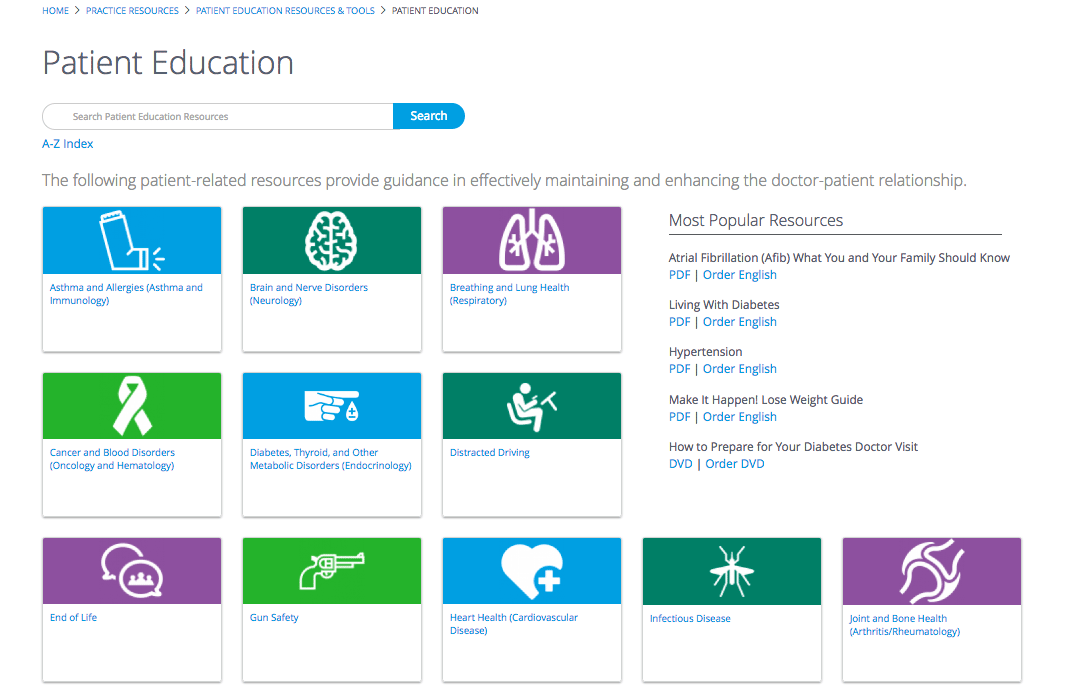 HOME > PRACTICE RESOURCES > PATIENT EDUCATION RESOURCES & TOOLS > PATIENT EDUCATION
Patient Education
Search Patient Education Resources
Search
A-Z Index
The following patient-related resources provide guidance in effectively maintaining and enhancing the doctor-patient relationship.
Asthma and Allergies (Asthma and
Immunology)
Brain and Nerve Disorders
(Neurology)
Breathing and Lung Health
(Respiratory)
Most Popular Resources
Atrial Fibrillation (Afib) What You and Your Family Should Know
PDF | Order English
Living With Diabetes
PDF | Order English
Hypertension
PDF | Order English
Make It Happen! Lose Weight Guide
PDF | Order English
How to Prepare for Your Diabetes Doctor Visit
DVD | Order DVD
Cancer and Blood Disorders
(Oncology and Hematology)
Diabetes, Thyroid, and Other
Metabolic Disorders (Endocrinology)
Distracted Driving
End of Life
Gun Safety
Heart Health (Cardiovascular
Disease)
Infectious Disease
Joint and Bone Health
(Arthritis/Rheumatology)